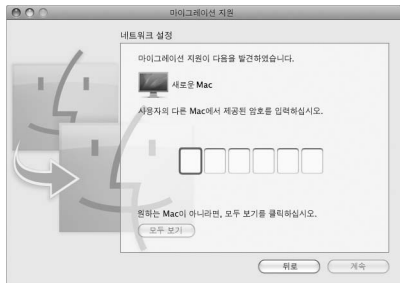 마이그레이션 지원
네트워크 설정
마이그레이션 지원이 다음을 발견하였습니다.
새로운 Mac
사용자의 다른 Mac에서 제공된 암호를 입력하십시오.
원하는 Mac이 아니라면, 모두 보기를 클릭하십시오.
모두 보기
뒤로
계속